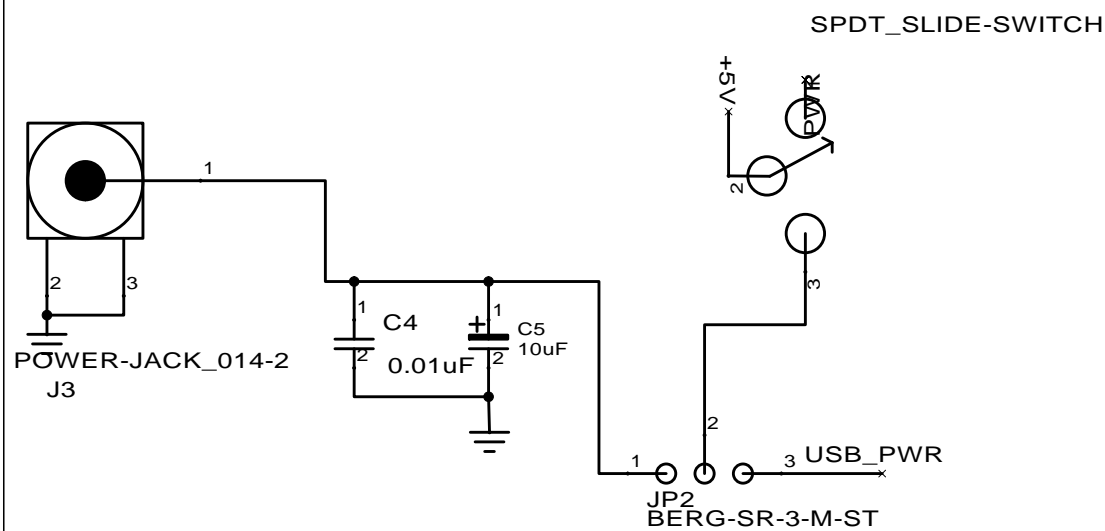 SPDT_SLIDE-SWITCH
+5V
PWR
1
2
2
3
3
1
C4
1
C5
2
0.01uF
2
10uF
POWER-JACK_014-2
J3
2
1
3
USB_PWR
JP2
BERG-SR-3-M-ST